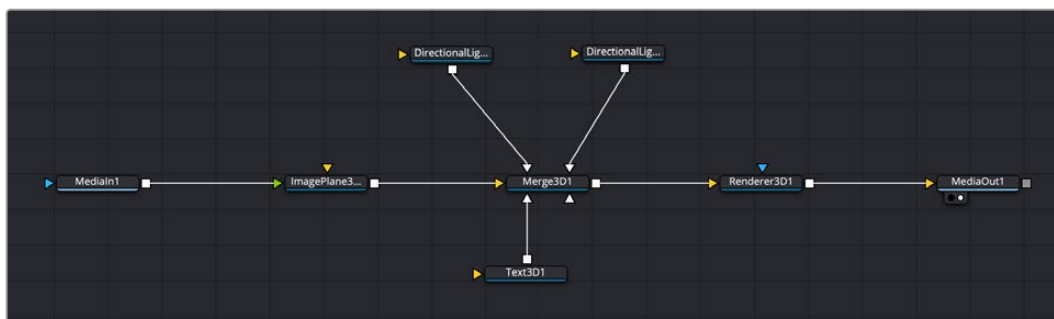 DirectionalLig...
DirectionalLig...
MediaIn1
ImagePlane3...
Merge3D1
Renderer3D1
MediaOut1
Text3D1